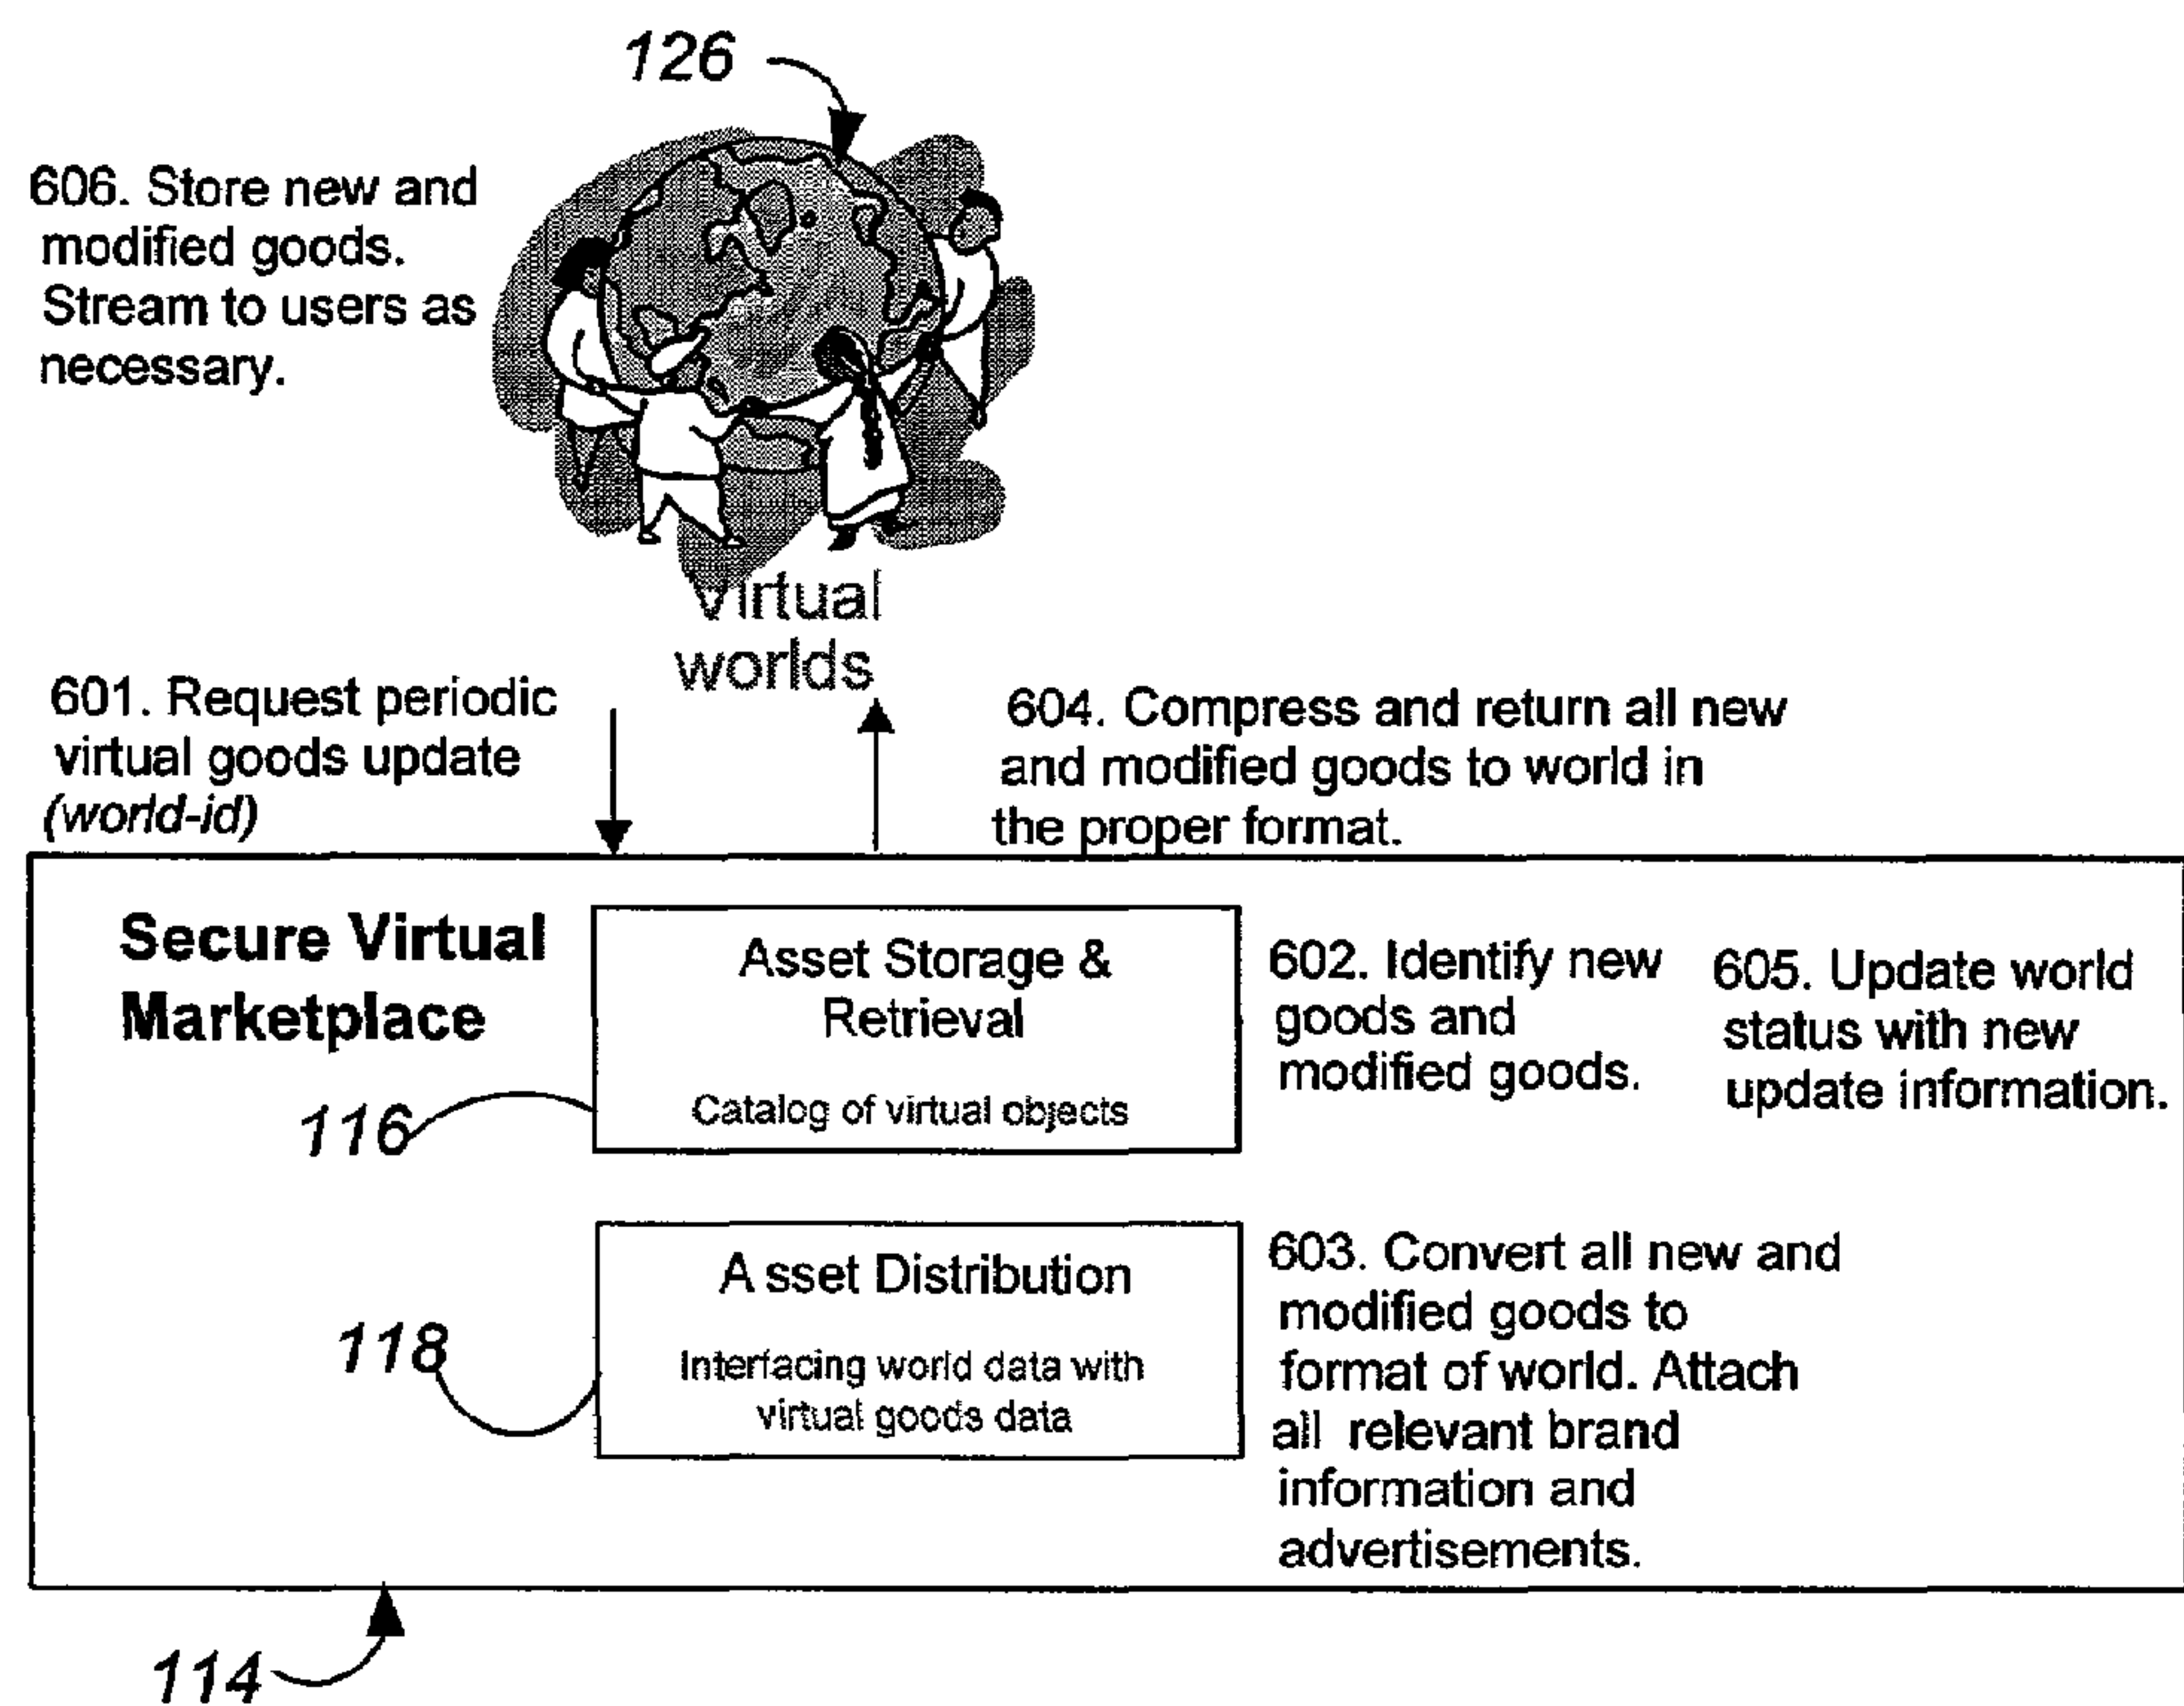 126
606. Store new and
modified goods.
Stream to users as
necessary.
virtual
worlds
601. Request periodic
virtual goods update
(world-id)
604. Compress and return all new
and modified goods to world in
the proper format.
Secure Virtual
Marketplace
116
Asset Storage &
Retrieval
Catalog of virtual objects
602. Identify new
goods and
modified goods.
605. Update world
status with new
update information.
118
Asset Distribution
Interfacing world data with
virtual goods data
603. Convert all new and
modified goods to
format of world. Attach
all relevant brand
information and
advertisements.
114